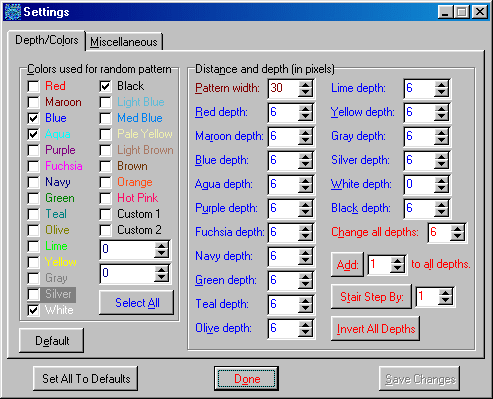 Settings
Depth/Colors
Miscellaneous
Colors used for random pattern
Red
Maroon
Blue
Aqua
Purple
Fuchsia
Navy
Green
Teal
Olive
Lime
Yellow
Gray
Silver
White
Black
Light Blue
Med Blue
Pale Yellow
Light Brown
Brown
Orange
Hot Pink
Custom 1
Custom 2
0
0
Select All
Default
Distance and depth (in pixels)
Pattern width: 30
Red depth: 6
Maroon depth: 6
Blue depth: 6
Aqua depth: 6
Purple depth: 6
Fuchsia depth: 6
Navy depth: 6
Green depth: 6
Teal depth: 6
Olive depth: 6
Lime depth: 6
Yellow depth: 6
Gray depth: 6
Silver depth: 6
White depth: 0
Black depth: 6
Change all depths: 6
Add: 1 to all depths.
Stair Step By: 1
Invert All Depths
Set All To Defaults
Done
Save Changes